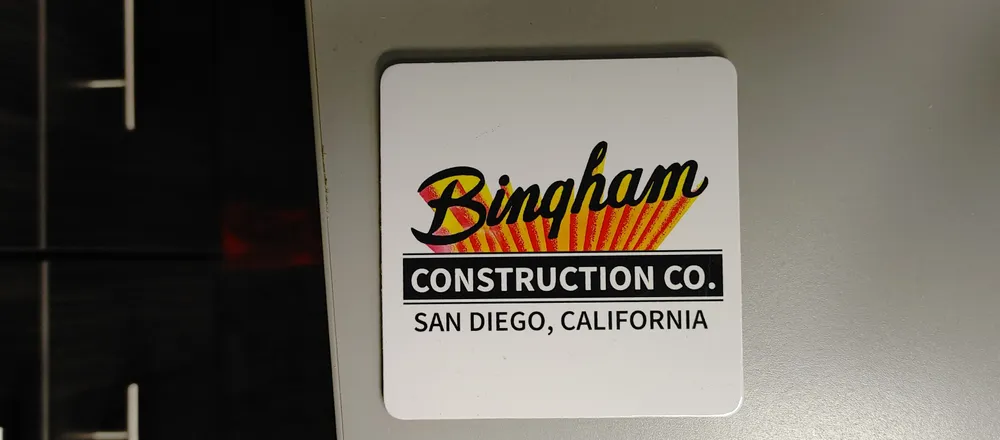 Bingham
CONSTRUCTION CO.
SAN DIEGO, CALIFORNIA